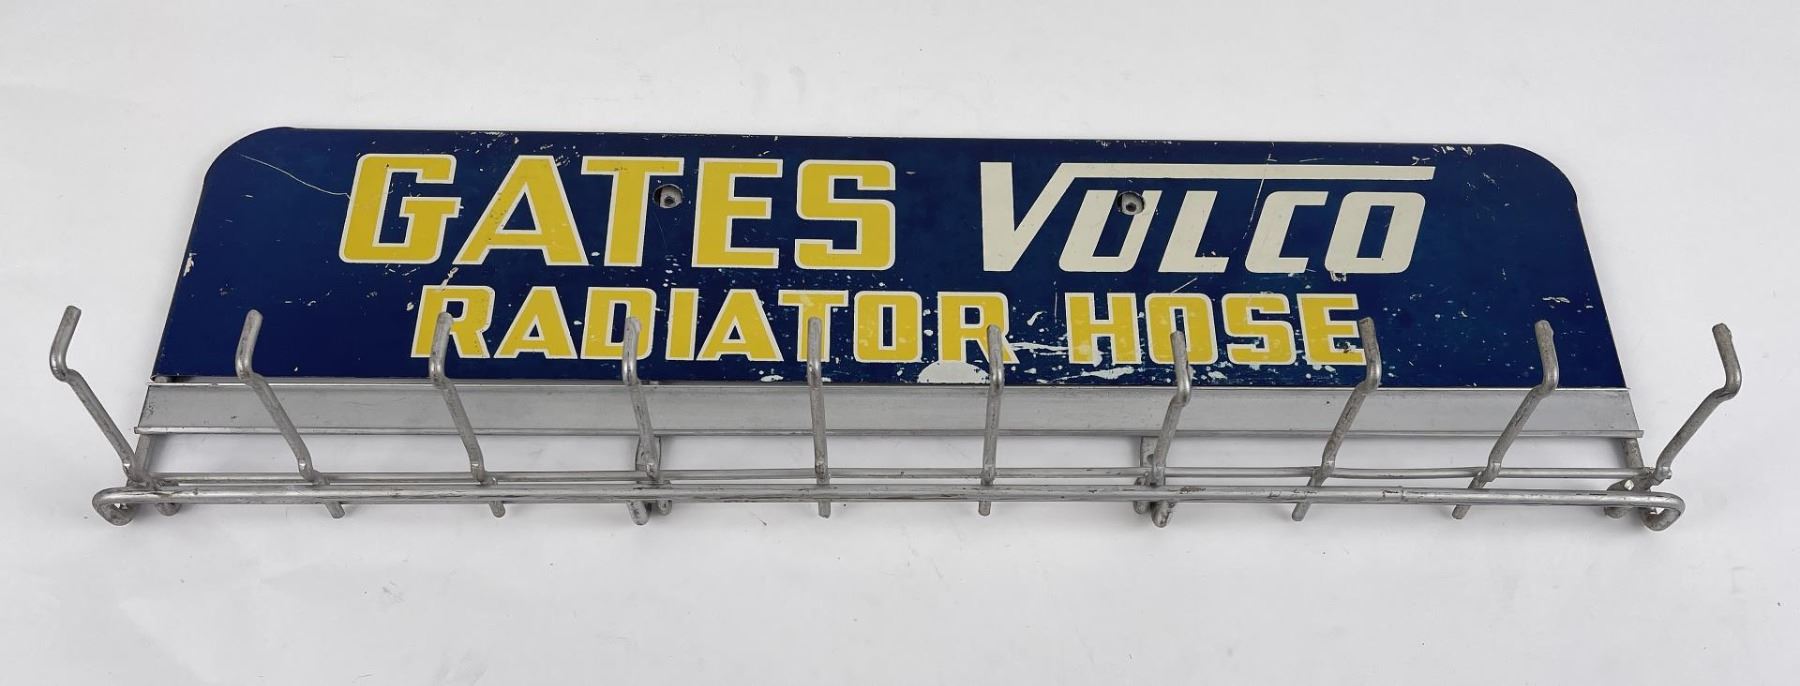 GATES VULCO
RADIATOR HOSE